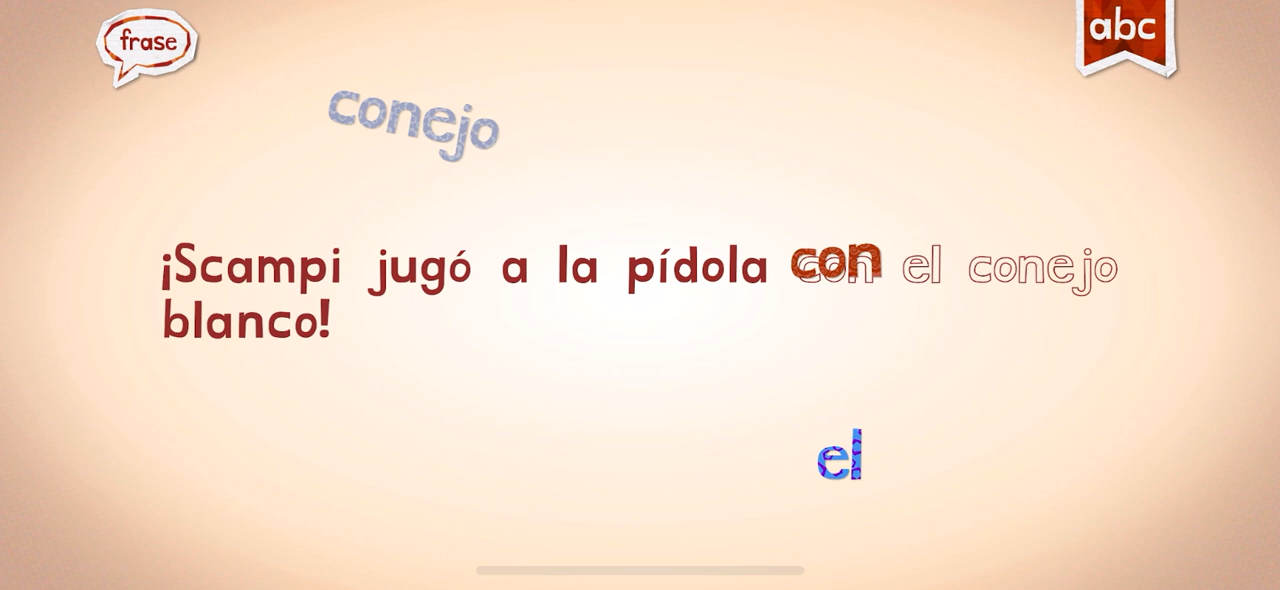 frase
abc
conejo
¡Scampi jugó a la pídola con el conejo
blanco!
el